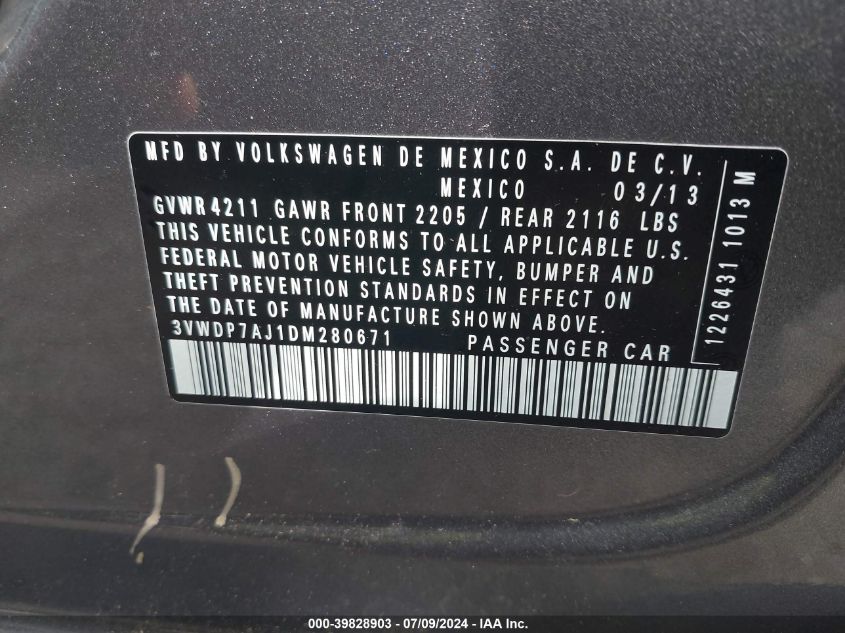 MFD BY VOLKSWAGEN DE MEXICO S.A. DE C.V.
MEXICO 03/13
GVWR 4211 GAWR FRONT 2205 / REAR 2116 LBS
THIS VEHICLE CONFORMS TO ALL APPLICABLE U.S.
FEDERAL MOTOR VEHICLE SAFETY, BUMPER AND
THEFT PREVENTION STANDARDS IN EFFECT ON
THE DATE OF MANUFACTURE SHOWN ABOVE.
3VWDP7AJ1DM280671 PASSENGER CAR
1226431 1013 M
000-39828903 - 07/09/2024 - IAA Inc.